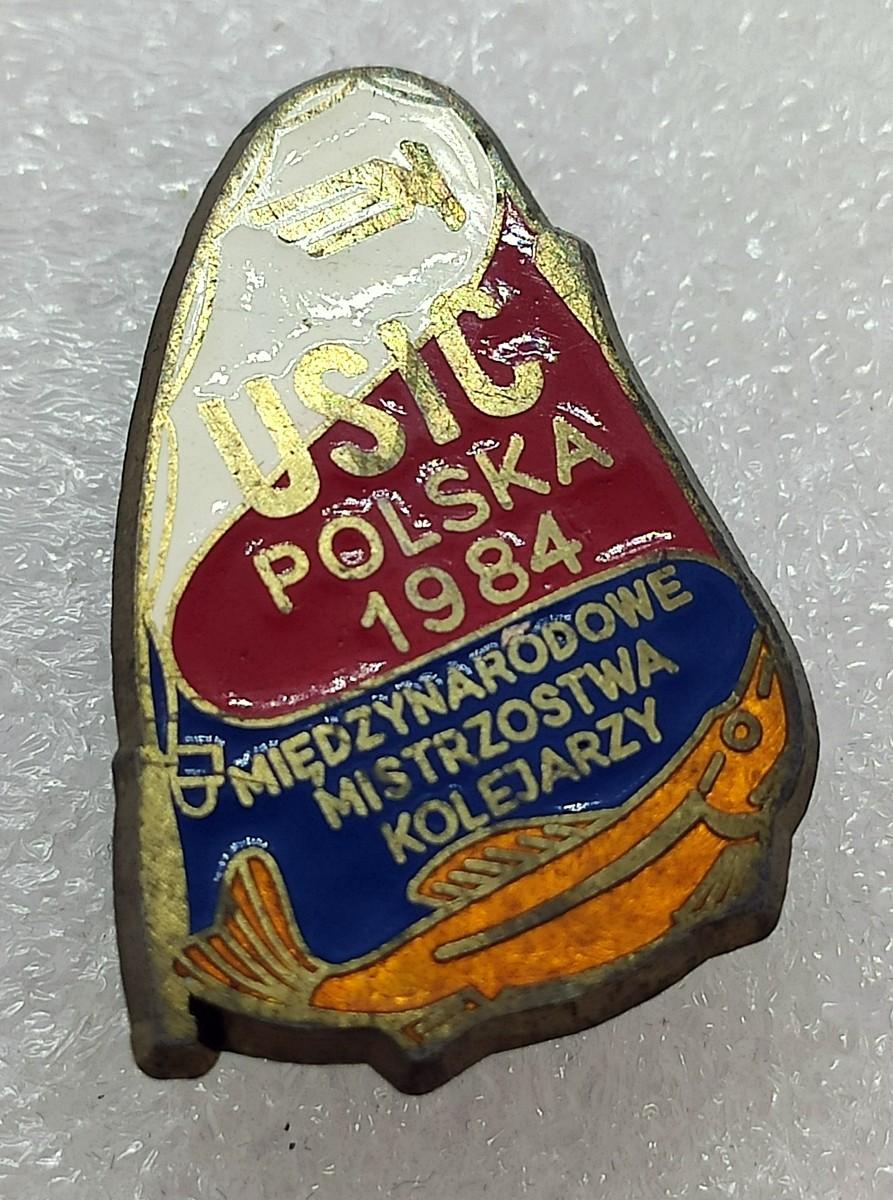 USIC
POLSKA
1984
MIĘDZYNARODOWE
MISTRZOSTWA
KOLEJARZY